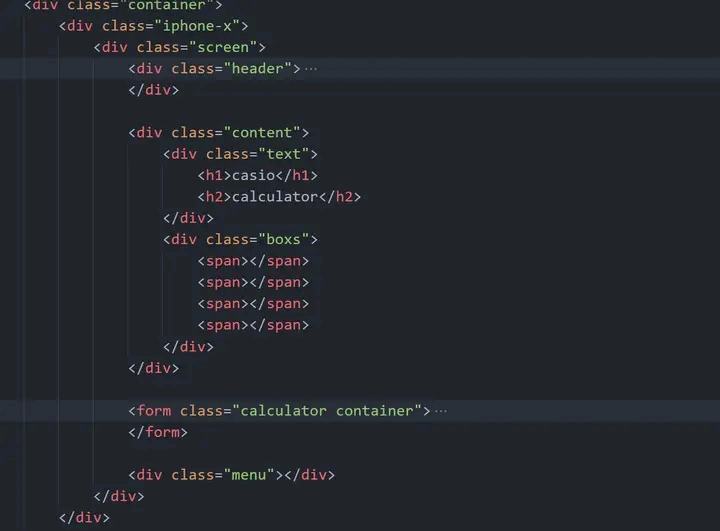 <div class="container">
<div class="iphone-x">
<div class="screen">
<div class="header">···
</div>
<div class="content">
<div class="text">
<h1>casio</h1>
<h2>calculator</h2>
</div>
<div class="boxs">
<span></span>
<span></span>
<span></span>
<span></span>
</div>
</div>
<form class="calculator container">···
</form>
<div class="menu"></div>
</div>
</div>